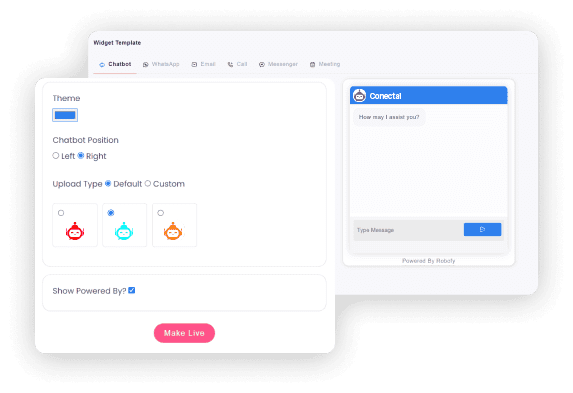 Widget Template
Chatbot WhatsApp Email Call Messenger Meeting
Theme
Chatbot Position
Left Right
Upload Type Default Custom
Show Powered By?
Make Live
Conectal
How may I assist you?
Type Message
Powered By Robofy